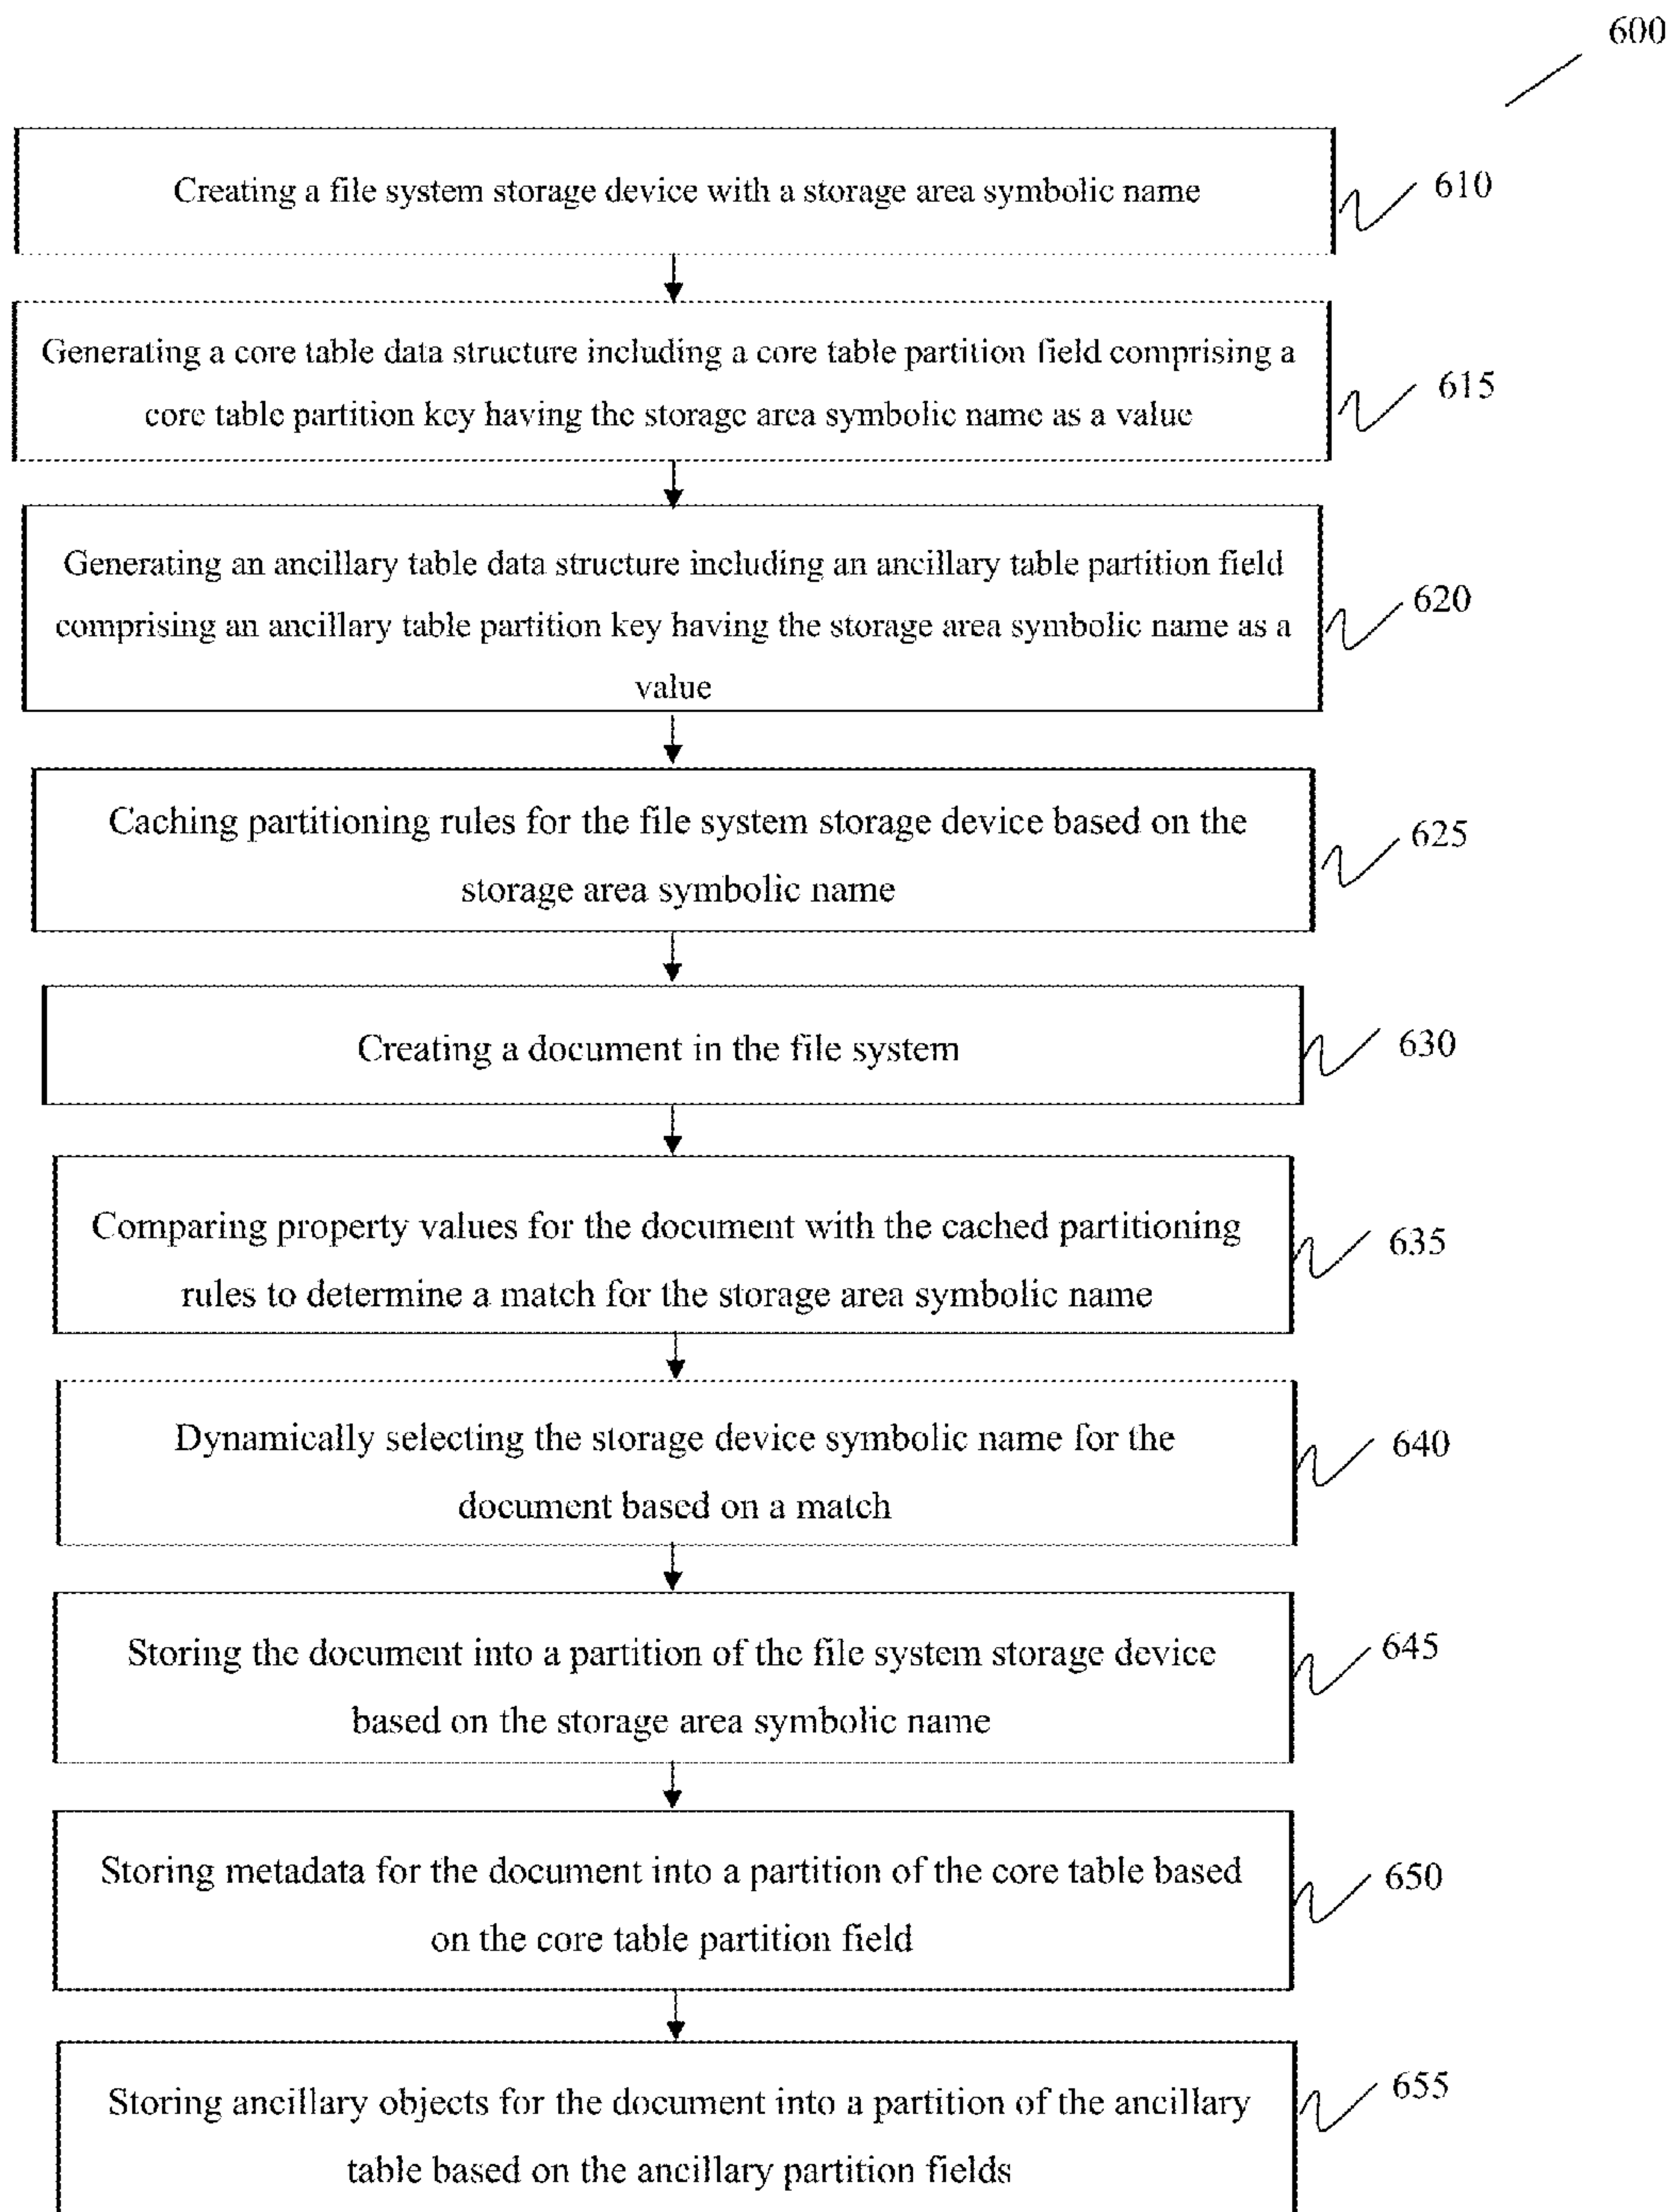 600
Creating a file system storage device with a storage area symbolic name
610
Generating a core table data structure including a core table partition field comprising a
core table partition key having the storage area symbolic name as a value
615
Generating an ancillary table data structure including an ancillary table partition field
comprising an ancillary table partition key having the storage area symbolic name as a
value
620
Caching partitioning rules for the file system storage device based on the
storage area symbolic name
625
Creating a document in the file system
630
Comparing property values for the document with the cached partitioning
rules to determine a match for the storage area symbolic name
635
Dynamically selecting the storage device symbolic name for the
document based on a match
640
Storing the document into a partition of the file system storage device
based on the storage area symbolic name
645
Storing metadata for the document into a partition of the core table based
on the core table partition field
650
Storing ancillary objects for the document into a partition of the ancillary
table based on the ancillary partition fields
655